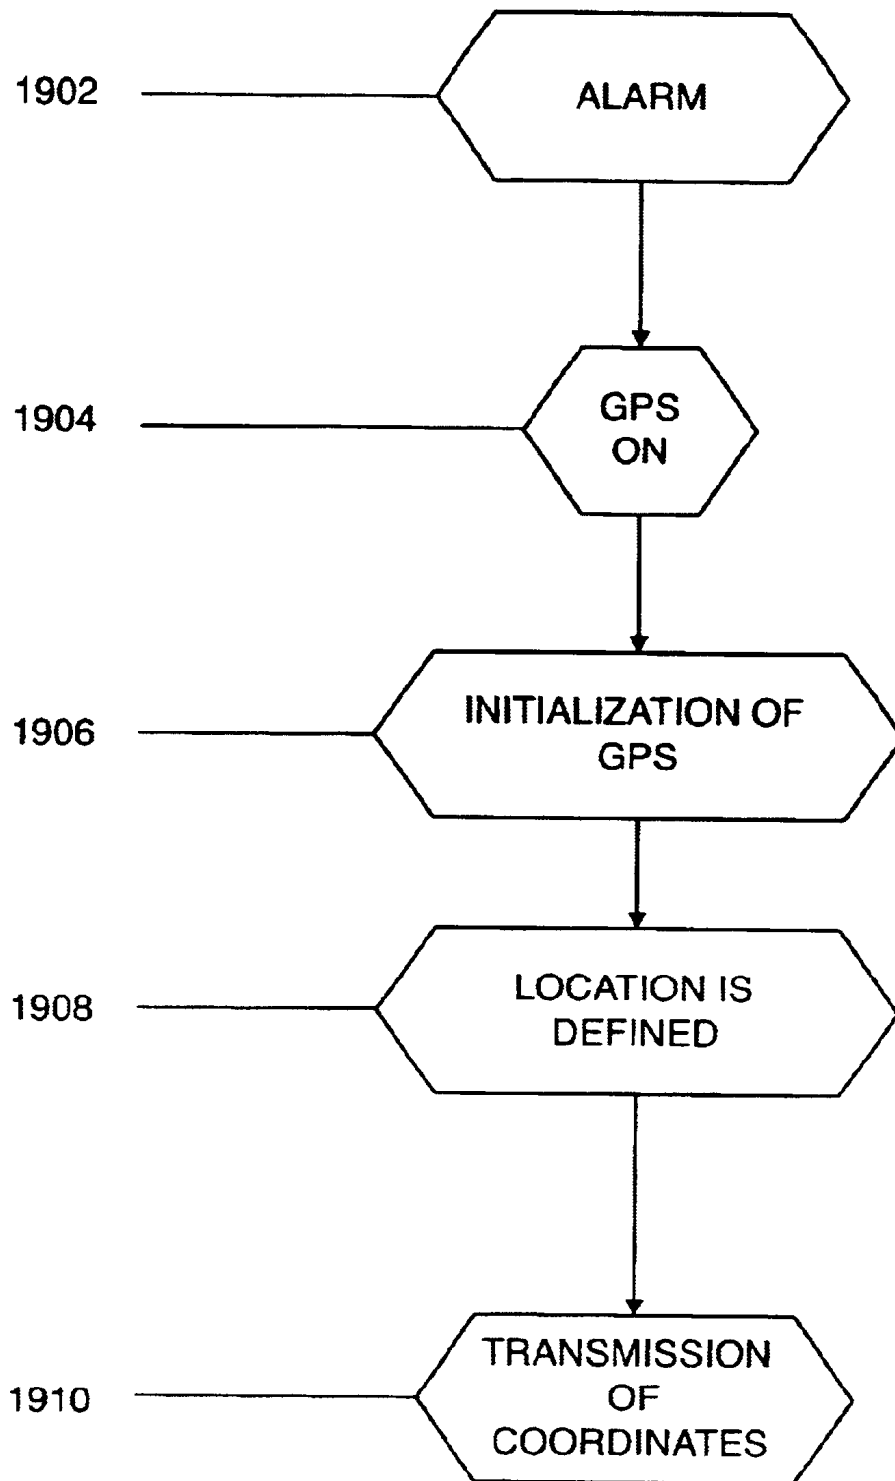 1902
ALARM
1904
GPS
ON
1906
INITIALIZATION OF
GPS
1908
LOCATION IS
DEFINED
1910
TRANSMISSION
OF
COORDINATES